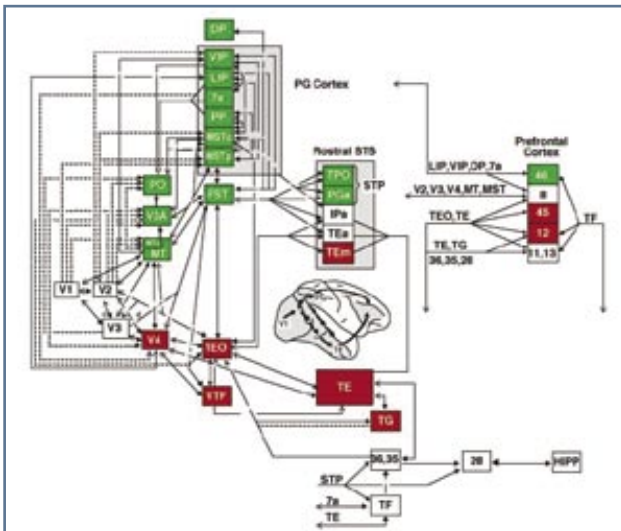 DP
VIP
LIP
7a
PP
MSTc
MSTp
PG Cortex
Rostral STS
TPO
PGa
STP
IPa
TEa
TEm
Prefrontal
Cortex
LIP,VIP,DP,7a
46
V2,V3,V4,MT,MST
8
TEO,TE
45
TF
12
TE,TG
36,35,28
11,13
PO
FST
V3A
MT
V1
V2
V3
V4
TEO
V1
VTF
TE
TG
36,35
28
HIPP
STP
7a
TF
TE